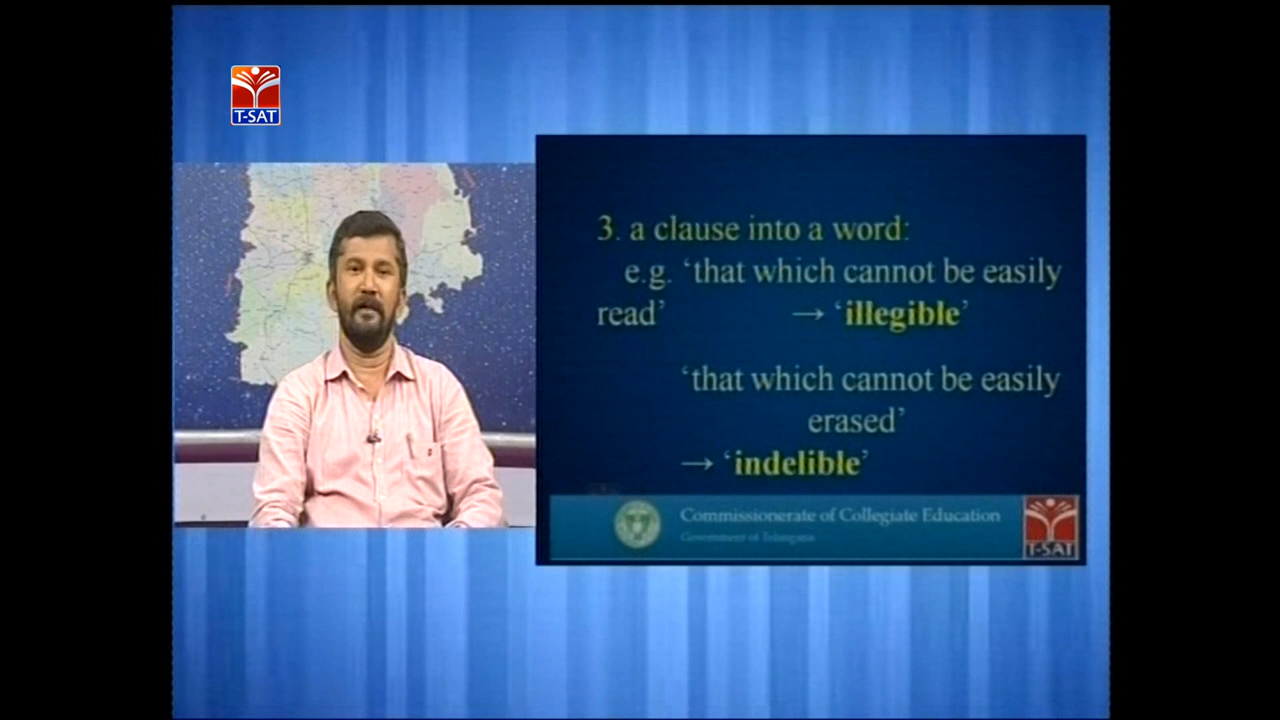 T-SAT
3. a clause into a word:
e.g. ‘that which cannot be easily
read’ → ‘illegible’
‘that which cannot be easily
erased’
→ ‘indelible’
Commissionerate of Collegiate Education
Government of Telangana
T-SAT